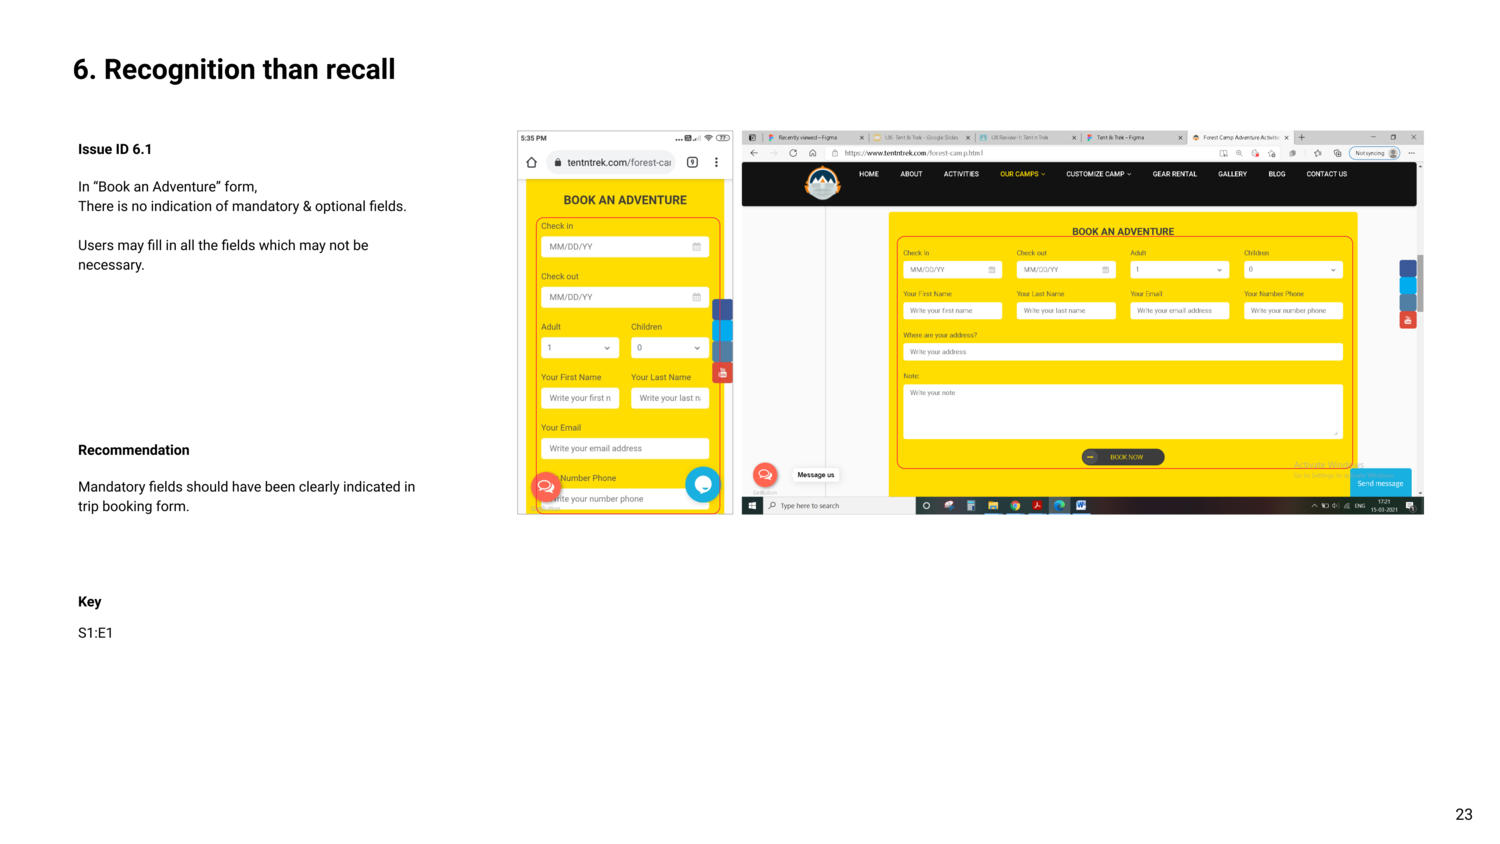 6. Recognition than recall
Issue ID 6.1
In “Book an Adventure” form,
There is no indication of mandatory & optional fields.
Users may fill in all the fields which may not be
necessary.
Recommendation
Mandatory fields should have been clearly indicated in
trip booking form.
Key
S1:E1
5:35 PM
tentntrek.com/forest-car
9
BOOK AN ADVENTURE
Check in
MM/DD/YY
Check out
MM/DD/YY
Adult
Children
1
0
Your First Name
Your Last Name
Write your first n
Write your last n
Your Email
Write your email address
Number Phone
rite your number phone
Recently viewed – Figma
UX- Tent & Trek - Google Slides
UX Review-1: Tent n Trek
Tent & Trek – Figma
Forest Camp Adventure Activitie
https://www.tentntrek.com/forest-camp.html
Not syncing
HOME
ABOUT
ACTIVITIES
OUR CAMPS
CUSTOMIZE CAMP
GEAR RENTAL
GALLERY
BLOG
CONTACT US
BOOK AN ADVENTURE
Check in
Check out
Adult
Children
MM/DD/YY
MM/DD/YY
1
0
Your First Name
Your Last Name
Your Email
Your Number Phone
Write your first name
Write your last name
Write your email address
Write your number phone
Where are your address?
Write your address
Note:
Write your note
BOOK NOW
Activate Windows
Message us
Send message
Type here to search
ENG
17:21
15-03-2021
23